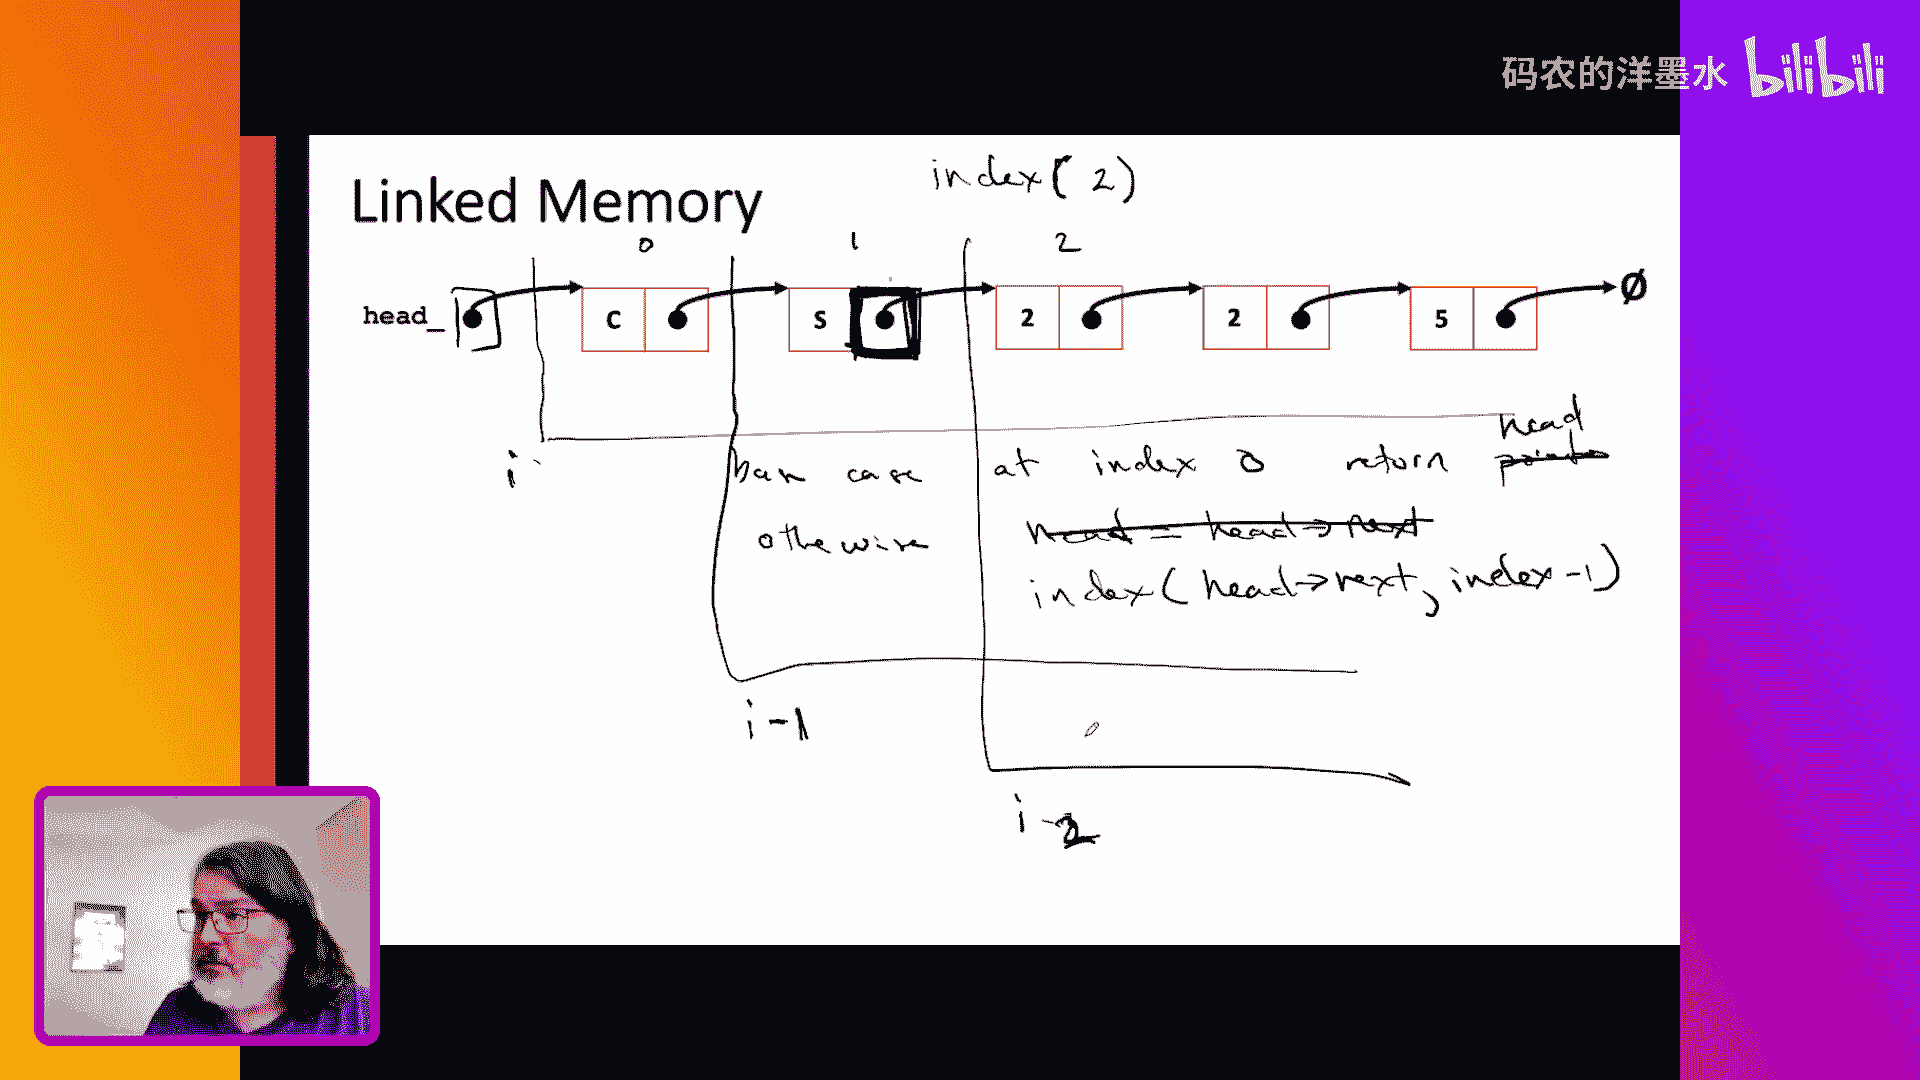 码农的洋墨水 bilibili
index(2)
Linked Memory
0 1 2
head_ C S 2 2 5 Ø
head
base case at index 0 return
i
otherwise head = head->next
index(head->next, index-1)
i-1
i-2